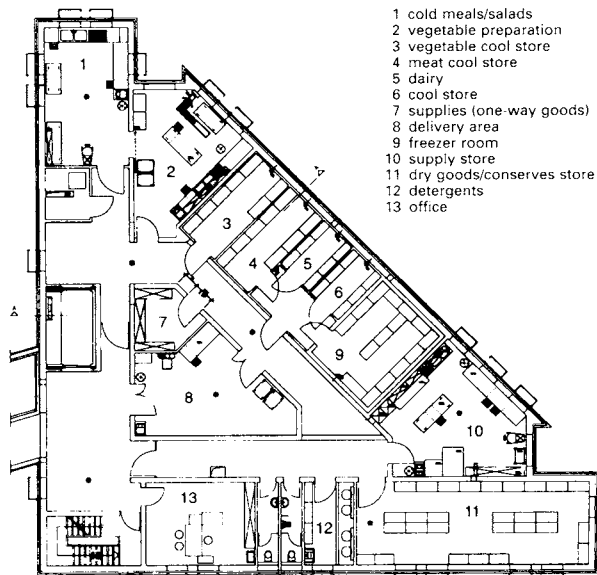 1 cold meals/salads
2 vegetable preparation
3 vegetable cool store
4 meat cool store
5 dairy
6 cool store
7 supplies (one-way goods)
8 delivery area
9 freezer room
10 supply store
11 dry goods/conserves store
12 detergents
13 office
1
2
3
4
5
6
7
8
9
10
11
12
13